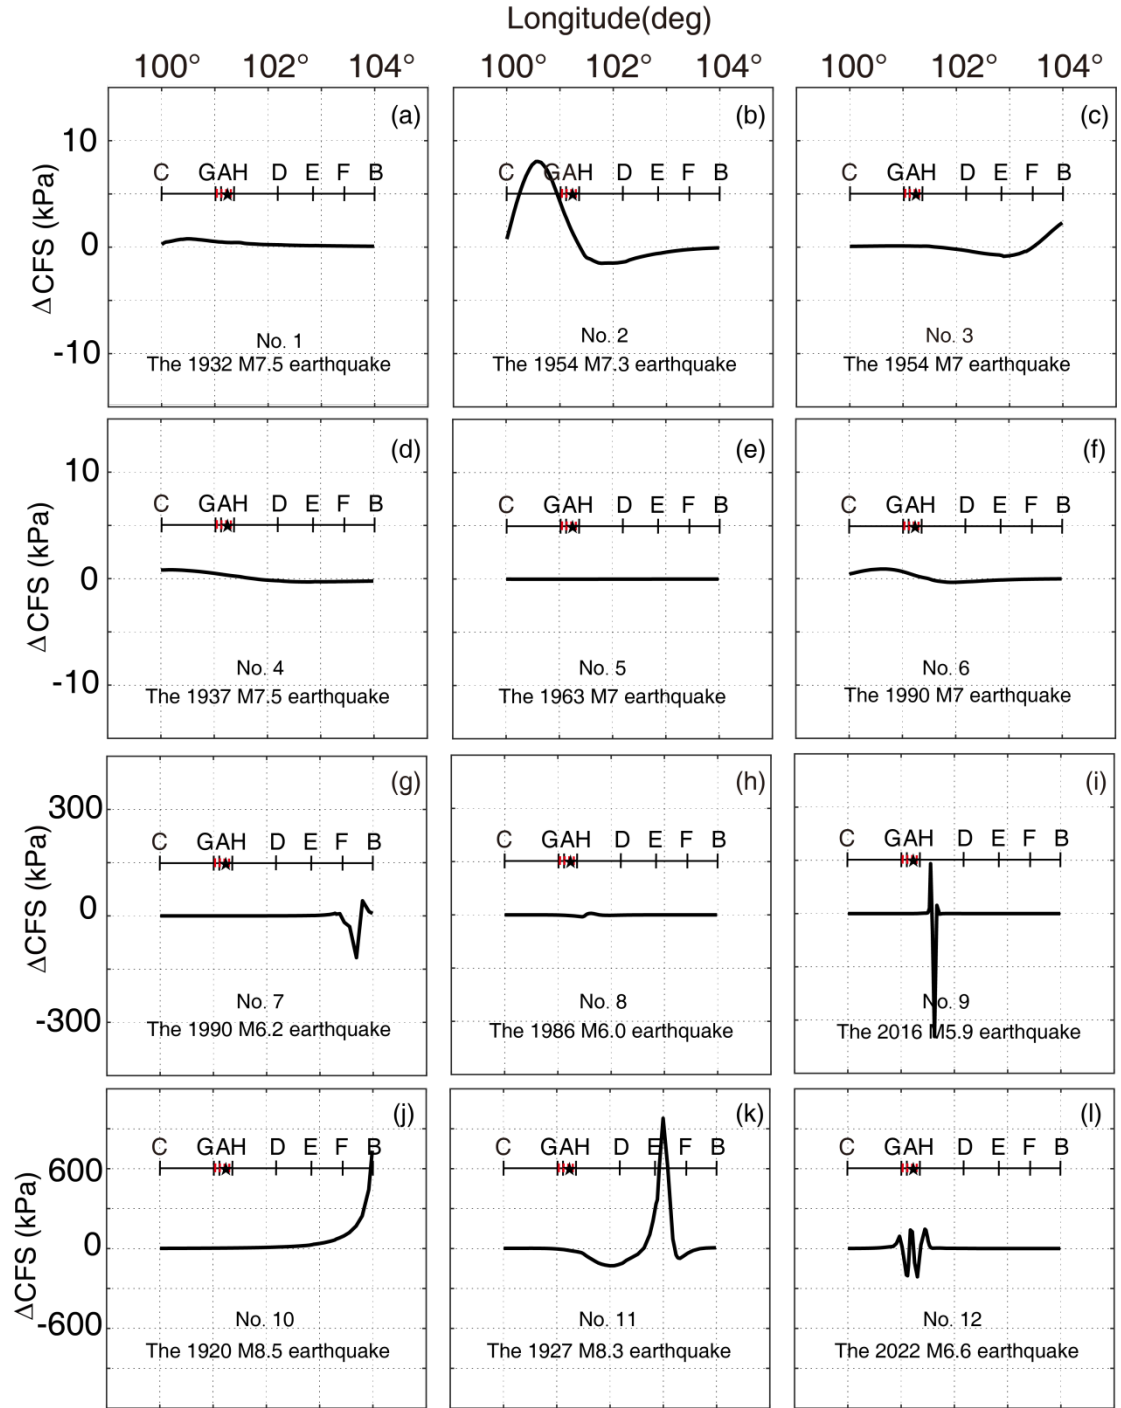 Longitude(deg)
100° 102° 104° 100° 102° 104° 100° 102° 104°
(a) (b) (c)
10
C GAH D E F B C GAH D E F B C GAH D E F B
ΔCFS (kPa)
0
No. 1 No. 2 No. 3
-10
The 1932 M7.5 earthquake The 1954 M7.3 earthquake The 1954 M7 earthquake
(d) (e) (f)
10
C GAH D E F B C GAH D E F B C GAH D E F B
ΔCFS (kPa)
0
No. 4 No. 5 No. 6
-10
The 1937 M7.5 earthquake The 1963 M7 earthquake The 1990 M7 earthquake
(g) (h) (i)
300
C GAH D E F B C GAH D E F B C GAH D E F B
ΔCFS (kPa)
0
No. 7 No. 8 No. 9
-300
The 1990 M6.2 earthquake The 1986 M6.0 earthquake The 2016 M5.9 earthquake
(j) (k) (l)
C GAH D E F B C GAH D E F B C GAH D E F B
600
ΔCFS (kPa)
0
No. 10 No. 11 No. 12
-600
The 1920 M8.5 earthquake The 1927 M8.3 earthquake The 2022 M6.6 earthquake